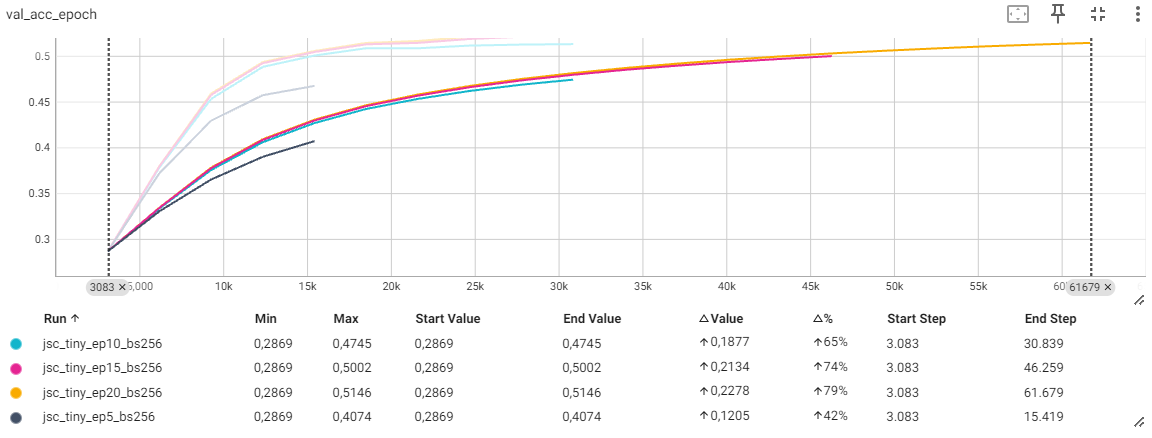 val_acc_epoch
0.5
0.45
0.4
0.35
0.3
3083 × 5,000 10k 15k 20k 25k 30k 35k 40k 45k 50k 55k 60 61679 ×
Run ↑ Min Max Start Value End Value △Value △% Start Step End Step
jsc_tiny_ep10_bs256 0,2869 0,4745 0,2869 0,4745 ↑0,1877 ↑65% 3.083 30.839
jsc_tiny_ep15_bs256 0,2869 0,5002 0,2869 0,5002 ↑0,2134 ↑74% 3.083 46.259
jsc_tiny_ep20_bs256 0,2869 0,5146 0,2869 0,5146 ↑0,2278 ↑79% 3.083 61.679
jsc_tiny_ep5_bs256 0,2869 0,4074 0,2869 0,4074 ↑0,1205 ↑42% 3.083 15.419